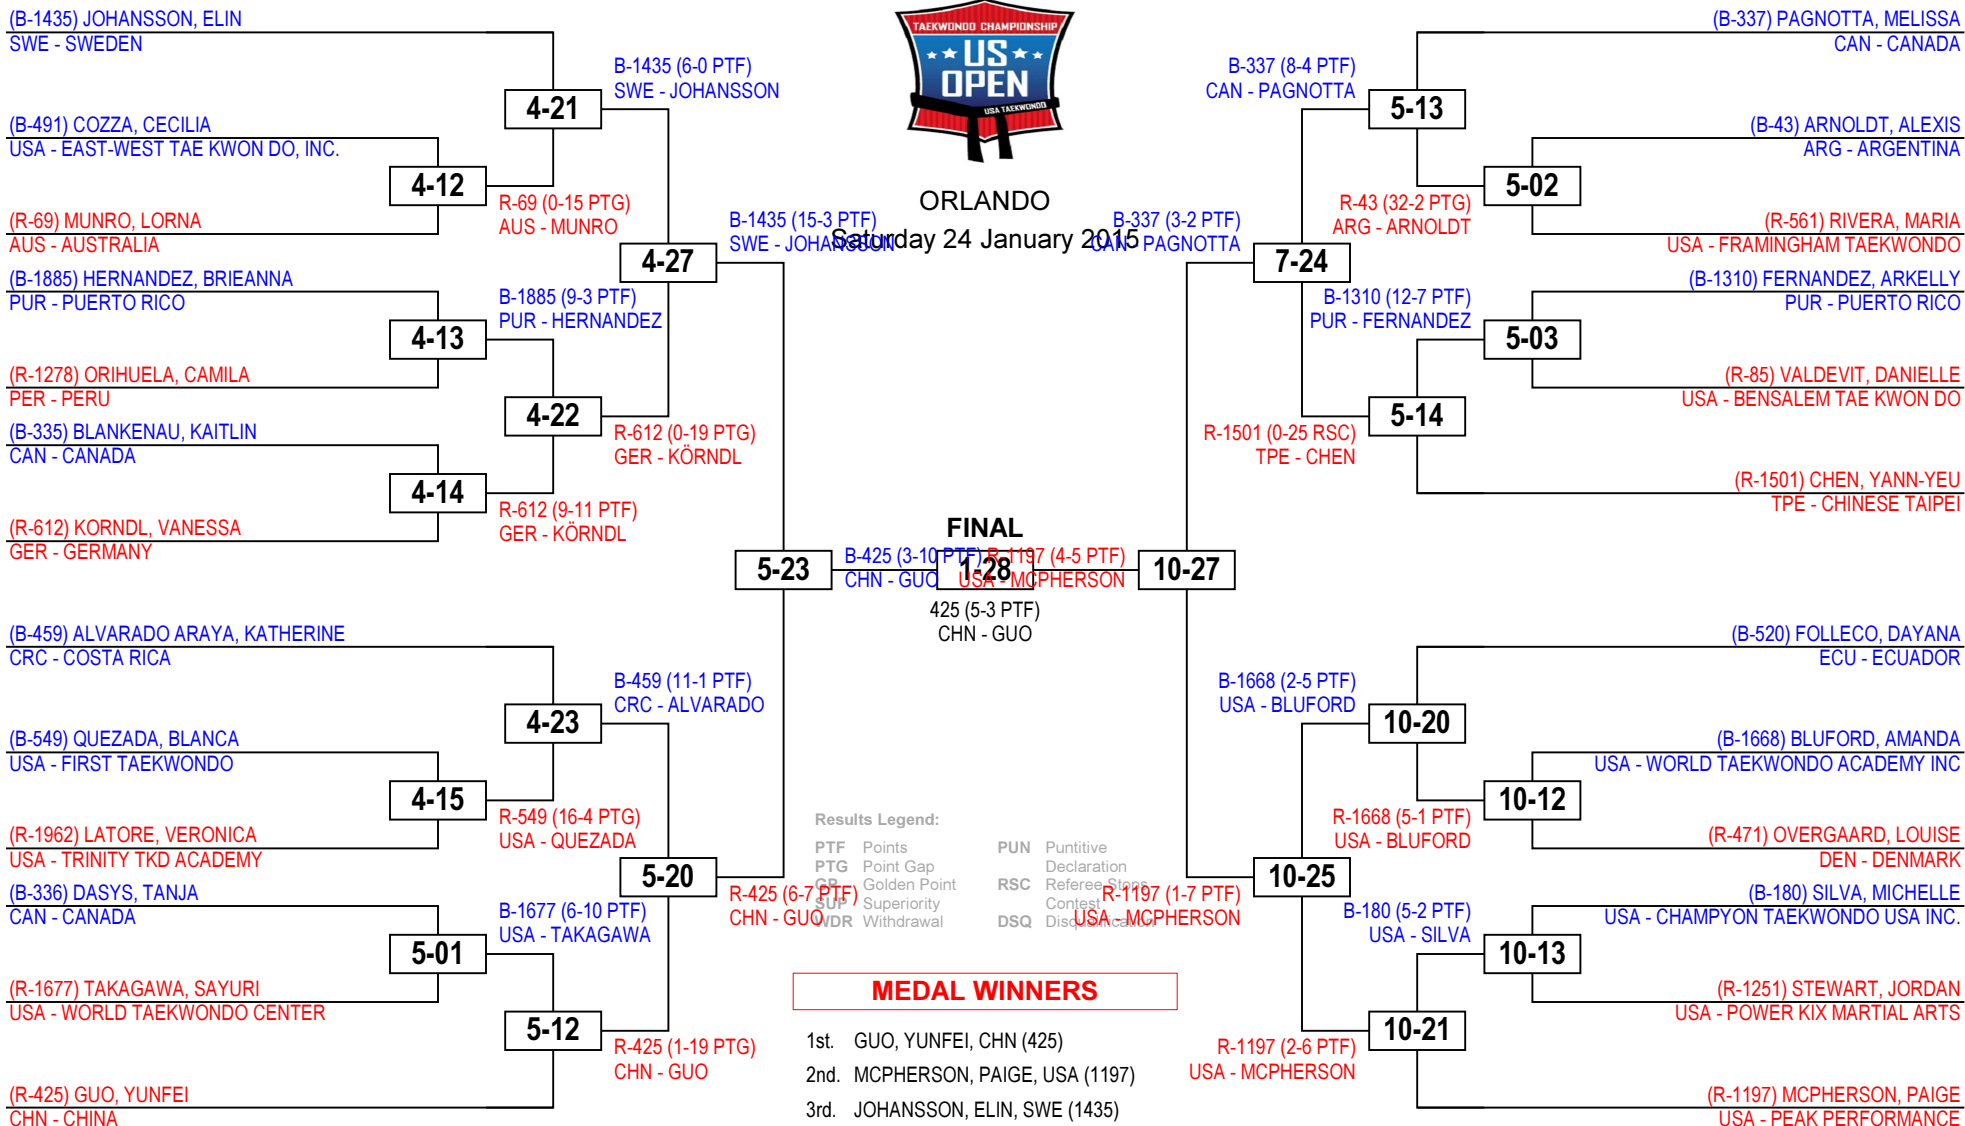 (B-1435) JOHANSSON, ELIN
SWE - SWEDEN
(B-491) COZZA, CECILIA
USA - EAST-WEST TAE KWON DO, INC.
(R-69) MUNRO, LORNA
AUS - AUSTRALIA
(B-1885) HERNANDEZ, BRIEANNA
PUR - PUERTO RICO
(R-1278) ORIHUELA, CAMILA
PER - PERU
(B-335) BLANKENAU, KAITLIN
CAN - CANADA
(R-612) KORNDL, VANESSA
GER - GERMANY
(B-459) ALVARADO ARAYA, KATHERINE
CRC - COSTA RICA
(B-549) QUEZADA, BLANCA
USA - FIRST TAEKWONDO
(R-1962) LATORE, VERONICA
USA - TRINITY TKD ACADEMY
(B-336) DASYS, TANJA
CAN - CANADA
(R-1677) TAKAGAWA, SAYURI
USA - WORLD TAEKWONDO CENTER
(R-425) GUO, YUNFEI
CHN - CHINA
4-12
4-13
4-14
4-15
5-01
R-69 (0-15 PTG)
AUS - MUNRO
B-1885 (9-3 PTF)
PUR - HERNANDEZ
R-612 (9-11 PTF)
GER - KÖRNDL
R-549 (16-4 PTG)
USA - QUEZADA
B-1677 (6-10 PTF)
USA - TAKAGAWA
4-21
4-22
4-23
5-12
B-1435 (6-0 PTF)
SWE - JOHANSSON
R-612 (0-19 PTG)
GER - KÖRNDL
B-459 (11-1 PTF)
CRC - ALVARADO
R-425 (1-19 PTG)
CHN - GUO
4-27
5-20
B-1435 (15-3 PTF)
SWE - JOHANSSON
R-425 (6-7 PTF)
CHN - GUO
5-23
B-425 (3-10 PTF)
CHN - GUO
TAEKWONDO CHAMPIONSHIP
US
OPEN
USA TAEKWONDO
ORLANDO
Saturday 24 January 2015
FINAL
1-28
425 (5-3 PTF)
CHN - GUO
R-1197 (4-5 PTF)
USA - MCPHERSON
10-27
Results Legend:
PTF Points
PTG Point Gap
GP Golden Point
SUP Superiority
WDR Withdrawal
PUN Puntitive
Declaration
RSC Referee Stops
Contest
DSQ Disqualification
MEDAL WINNERS
1st. GUO, YUNFEI, CHN (425)
2nd. MCPHERSON, PAIGE, USA (1197)
3rd. JOHANSSON, ELIN, SWE (1435)
B-337 (3-2 PTF)
CAN - PAGNOTTA
R-1197 (1-7 PTF)
USA - MCPHERSON
7-24
10-25
B-337 (8-4 PTF)
CAN - PAGNOTTA
R-1501 (0-25 RSC)
TPE - CHEN
B-1668 (2-5 PTF)
USA - BLUFORD
R-1197 (2-6 PTF)
USA - MCPHERSON
5-13
5-14
10-20
10-21
R-43 (32-2 PTG)
ARG - ARNOLDT
B-1310 (12-7 PTF)
PUR - FERNANDEZ
R-1668 (5-1 PTF)
USA - BLUFORD
B-180 (5-2 PTF)
USA - SILVA
5-02
5-03
10-12
10-13
(B-337) PAGNOTTA, MELISSA
CAN - CANADA
(B-43) ARNOLDT, ALEXIS
ARG - ARGENTINA
(R-561) RIVERA, MARIA
USA - FRAMINGHAM TAEKWONDO
(B-1310) FERNANDEZ, ARKELLY
PUR - PUERTO RICO
(R-85) VALDEVIT, DANIELLE
USA - BENSALEM TAE KWON DO
(R-1501) CHEN, YANN-YEU
TPE - CHINESE TAIPEI
(B-520) FOLLECO, DAYANA
ECU - ECUADOR
(B-1668) BLUFORD, AMANDA
USA - WORLD TAEKWONDO ACADEMY INC
(R-471) OVERGAARD, LOUISE
DEN - DENMARK
(B-180) SILVA, MICHELLE
USA - CHAMPYON TAEKWONDO USA INC.
(R-1251) STEWART, JORDAN
USA - POWER KIX MARTIAL ARTS
(R-1197) MCPHERSON, PAIGE
USA - PEAK PERFORMANCE